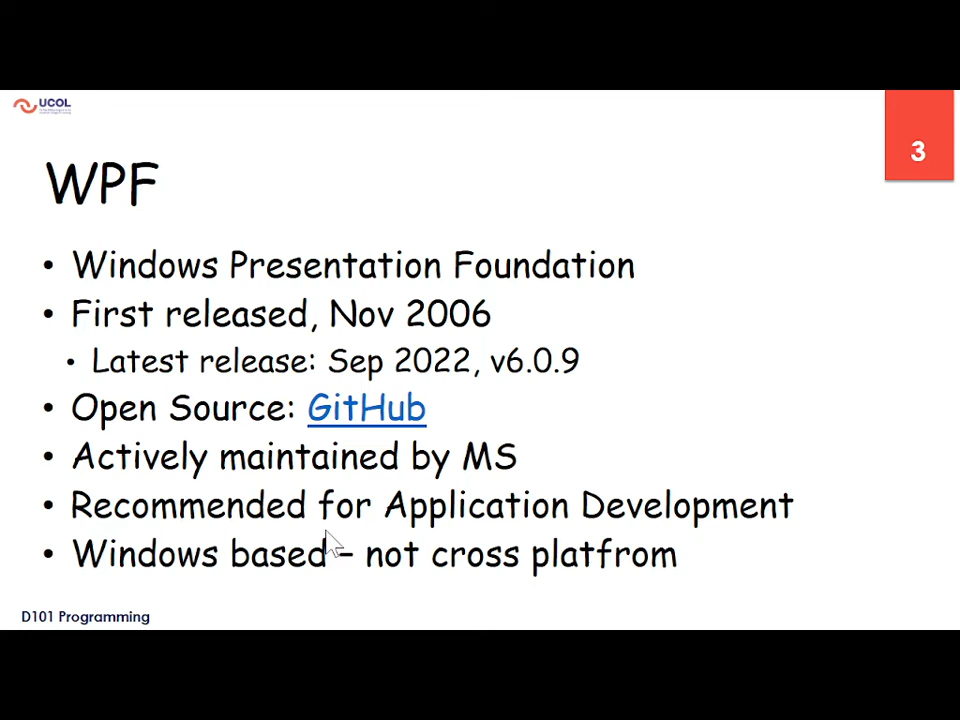 UCOL
3
WPF
• Windows Presentation Foundation
• First released, Nov 2006
• Latest release: Sep 2022, v6.0.9
• Open Source: GitHub
• Actively maintained by MS
• Recommended for Application Development
• Windows based – not cross platfrom
D101 Programming